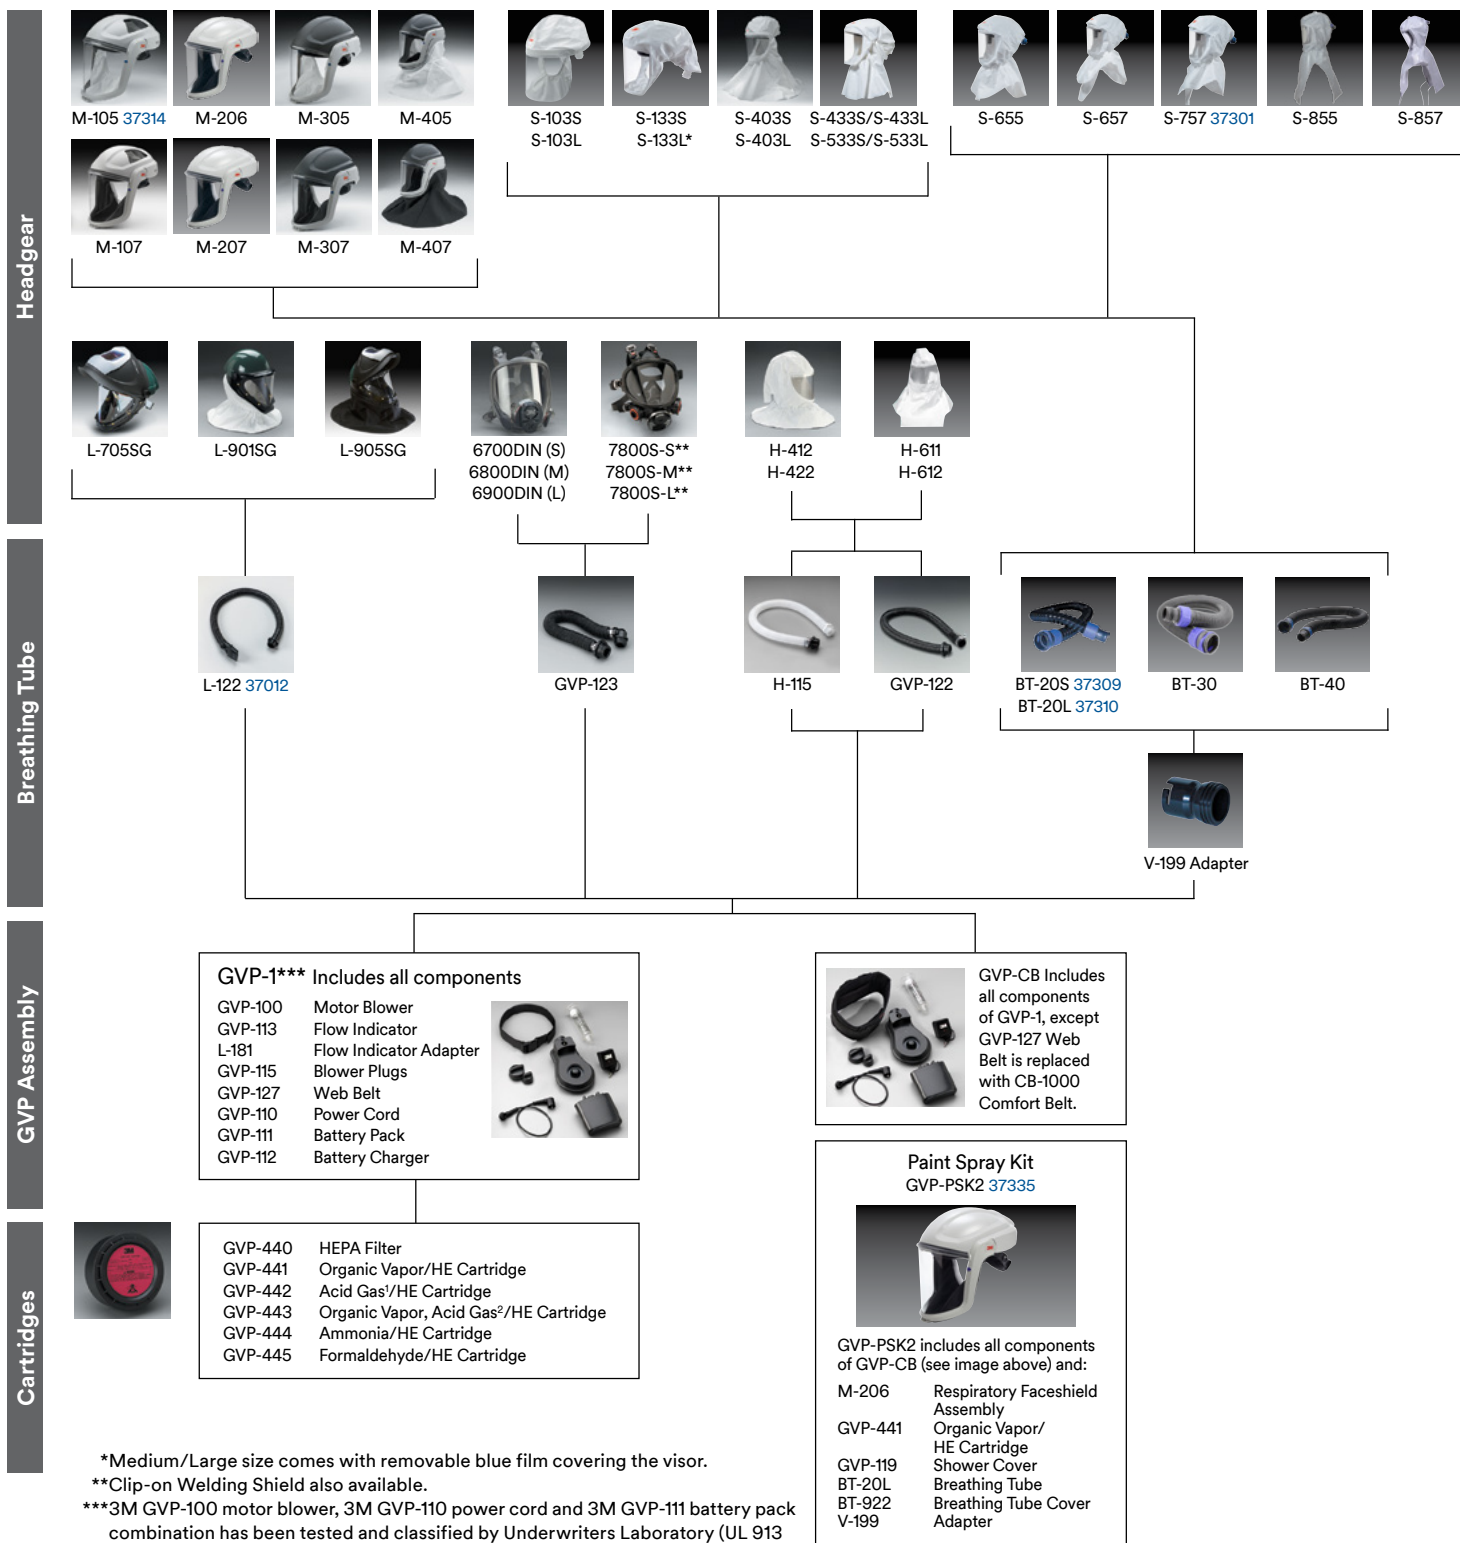 Headgear
M-105 37314
M-206
M-305
M-405
S-103S
S-103L
S-133S
S-133L*
S-403S
S-403L
S-433S/S-433L
S-533S/S-533L
S-655
S-657
S-757 37301
S-855
S-857
M-107
M-207
M-307
M-407
L-705SG
L-901SG
L-905SG
6700DIN (S)
6800DIN (M)
6900DIN (L)
7800S-S**
7800S-M**
7800S-L**
H-412
H-422
H-611
H-612
Breathing Tube
L-122 37012
GVP-123
H-115
GVP-122
BT-20S 37309
BT-20L 37310
BT-30
BT-40
V-199 Adapter
GVP Assembly
GVP-1*** Includes all components
GVP-100 Motor Blower
GVP-113 Flow Indicator
L-181 Flow Indicator Adapter
GVP-115 Blower Plugs
GVP-127 Web Belt
GVP-110 Power Cord
GVP-111 Battery Pack
GVP-112 Battery Charger
GVP-CB Includes
all components
of GVP-1, except
GVP-127 Web
Belt is replaced
with CB-1000
Comfort Belt.
Cartridges
3M
GVP-440 HEPA Filter
GVP-441 Organic Vapor/HE Cartridge
GVP-442 Acid Gas¹/HE Cartridge
GVP-443 Organic Vapor, Acid Gas²/HE Cartridge
GVP-444 Ammonia/HE Cartridge
GVP-445 Formaldehyde/HE Cartridge
Paint Spray Kit
GVP-PSK2 37335
GVP-PSK2 includes all components
of GVP-CB (see image above) and:
M-206 Respiratory Faceshield
Assembly
GVP-441 Organic Vapor/
HE Cartridge
GVP-119 Shower Cover
BT-20L Breathing Tube
BT-922 Breathing Tube Cover
V-199 Adapter
*Medium/Large size comes with removable blue film covering the visor.
**Clip-on Welding Shield also available.
***3M GVP-100 motor blower, 3M GVP-110 power cord and 3M GVP-111 battery pack
combination has been tested and classified by Underwriters Laboratory (UL 913